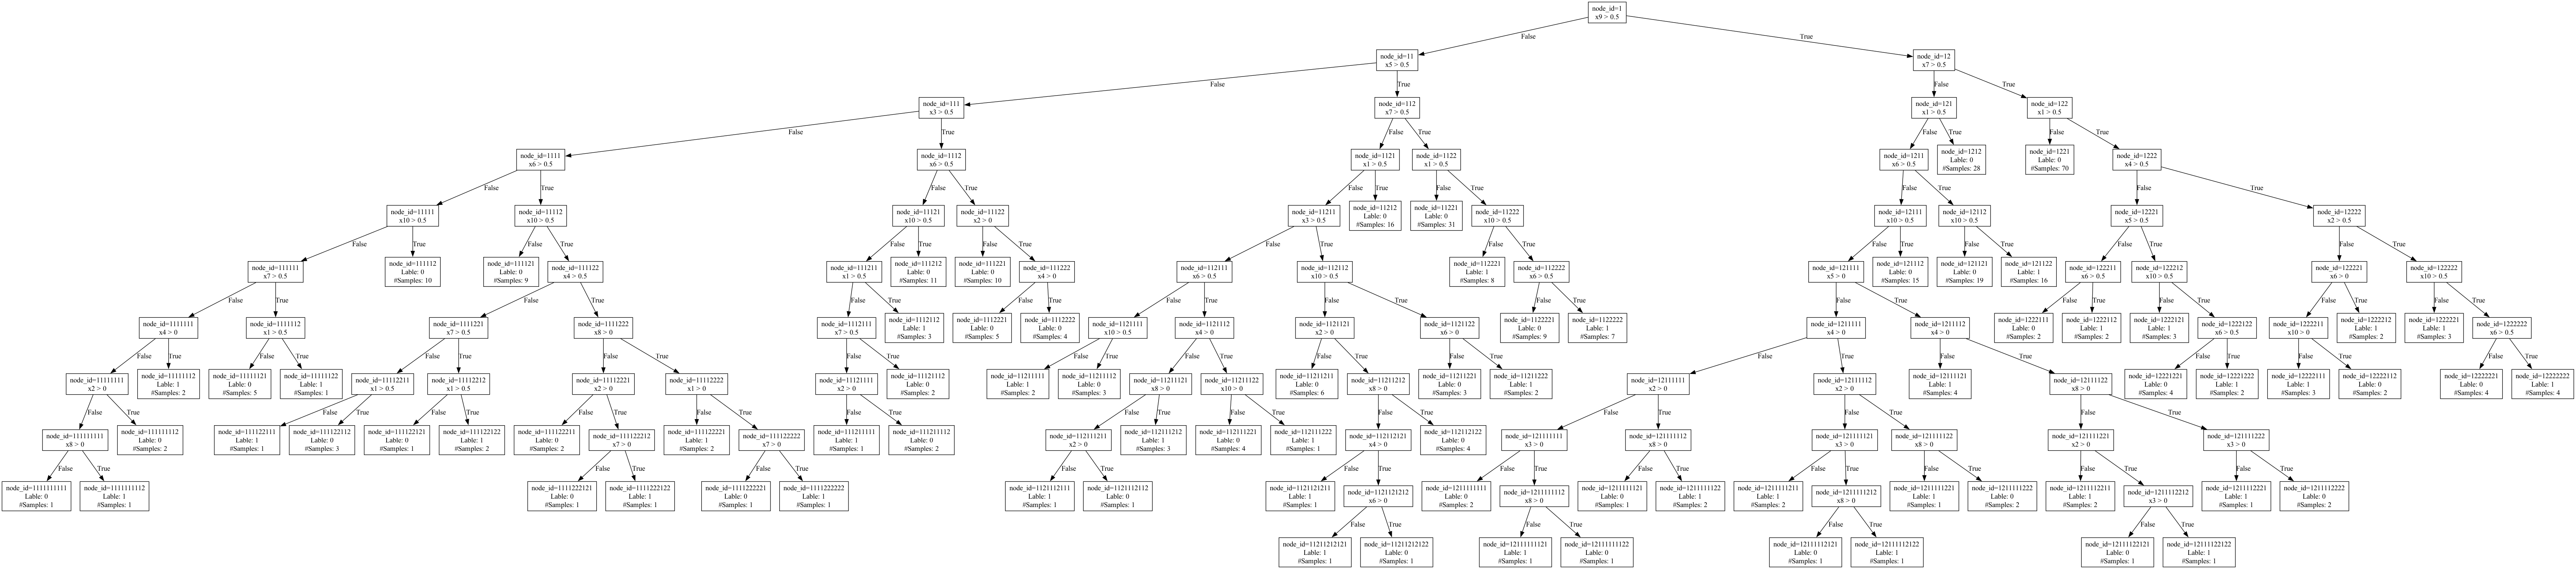 node_id=1
x9 > 0.5
False
True
node_id=11
x5 > 0.5
node_id=12
x7 > 0.5
False
True
False
True
node_id=111
x3 > 0.5
node_id=112
x7 > 0.5
node_id=121
x1 > 0.5
node_id=122
x1 > 0.5
False
True
False
True
False
True
False
True
node_id=1111
x6 > 0.5
node_id=1112
x6 > 0.5
node_id=1121
x1 > 0.5
node_id=1122
x1 > 0.5
node_id=1211
x6 > 0.5
node_id=1212
Lable: 0
#Samples: 28
node_id=1221
Lable: 0
#Samples: 70
node_id=1222
x4 > 0.5
False
True
False
True
False
True
False
True
False
True
False
True
node_id=11111
x10 > 0.5
node_id=11112
x10 > 0.5
node_id=11121
x10 > 0.5
node_id=11122
x2 > 0
node_id=11211
x3 > 0.5
node_id=11212
Lable: 0
#Samples: 16
node_id=11221
Lable: 0
#Samples: 31
node_id=11222
x10 > 0.5
node_id=12111
x10 > 0.5
node_id=12112
x10 > 0.5
node_id=12221
x5 > 0.5
node_id=12222
x2 > 0.5
False
True
False
True
False
True
False
True
False
True
False
True
False
True
False
True
False
True
False
True
node_id=111111
x7 > 0.5
node_id=111112
Lable: 0
#Samples: 10
node_id=111121
Lable: 0
#Samples: 9
node_id=111122
x4 > 0.5
node_id=111211
x1 > 0.5
node_id=111212
Lable: 0
#Samples: 11
node_id=111221
Lable: 0
#Samples: 10
node_id=111222
x4 > 0
node_id=112111
x6 > 0.5
node_id=112112
x10 > 0.5
node_id=112221
Lable: 1
#Samples: 8
node_id=112222
x6 > 0.5
node_id=121111
x5 > 0
node_id=121112
Lable: 0
#Samples: 15
node_id=121121
Lable: 0
#Samples: 19
node_id=121122
Lable: 1
#Samples: 16
node_id=122211
x6 > 0.5
node_id=122212
x10 > 0.5
node_id=122221
x6 > 0
node_id=122222
x10 > 0.5
False
True
False
True
False
True
False
True
False
True
False
True
False
True
False
True
False
True
False
True
False
True
False
True
node_id=1111111
x4 > 0
node_id=1111112
x1 > 0.5
node_id=1111221
x7 > 0.5
node_id=1111222
x8 > 0
node_id=1112111
x7 > 0.5
node_id=1112112
Lable: 1
#Samples: 3
node_id=1112221
Lable: 0
#Samples: 5
node_id=1112222
Lable: 0
#Samples: 4
node_id=1121111
x10 > 0.5
node_id=1121112
x4 > 0
node_id=1121121
x2 > 0
node_id=1121122
x6 > 0
node_id=1122221
Lable: 0
#Samples: 9
node_id=1122222
Lable: 1
#Samples: 7
node_id=1211111
x4 > 0
node_id=1211112
x4 > 0
node_id=1222111
Lable: 0
#Samples: 2
node_id=1222112
Lable: 1
#Samples: 2
node_id=1222121
Lable: 1
#Samples: 3
node_id=1222122
x6 > 0.5
node_id=1222211
x10 > 0
node_id=1222212
Lable: 1
#Samples: 2
node_id=1222221
Lable: 1
#Samples: 3
node_id=1222222
x6 > 0.5
False
True
False
True
False
True
False
True
False
True
False
True
False
True
False
True
False
True
False
True
False
True
False
True
False
True
False
True
node_id=11111111
x2 > 0
node_id=11111112
Lable: 1
#Samples: 2
node_id=11111121
Lable: 0
#Samples: 5
node_id=11111122
Lable: 1
#Samples: 1
node_id=11112211
x1 > 0.5
node_id=11112212
x1 > 0.5
node_id=11112221
x2 > 0
node_id=11112222
x1 > 0
node_id=11121111
x2 > 0
node_id=11121112
Lable: 0
#Samples: 2
node_id=11211111
Lable: 1
#Samples: 2
node_id=11211112
Lable: 0
#Samples: 3
node_id=11211121
x8 > 0
node_id=11211122
x10 > 0
node_id=11211211
Lable: 0
#Samples: 6
node_id=11211212
x8 > 0
node_id=11211221
Lable: 0
#Samples: 3
node_id=11211222
Lable: 1
#Samples: 2
node_id=12111111
x2 > 0
node_id=12111112
x2 > 0
node_id=12111121
Lable: 1
#Samples: 4
node_id=12111122
x8 > 0
node_id=12221221
Lable: 0
#Samples: 4
node_id=12221222
Lable: 1
#Samples: 2
node_id=12222111
Lable: 1
#Samples: 3
node_id=12222112
Lable: 0
#Samples: 2
node_id=12222221
Lable: 0
#Samples: 4
node_id=12222222
Lable: 1
#Samples: 4
False
True
False
True
False
True
False
True
False
True
False
True
False
True
False
True
False
True
False
True
False
True
False
True
node_id=111111111
x8 > 0
node_id=111111112
Lable: 0
#Samples: 2
node_id=111122111
Lable: 1
#Samples: 1
node_id=111122112
Lable: 0
#Samples: 3
node_id=111122121
Lable: 0
#Samples: 1
node_id=111122122
Lable: 1
#Samples: 2
node_id=111122211
Lable: 0
#Samples: 2
node_id=111122212
x7 > 0
node_id=111122221
Lable: 1
#Samples: 2
node_id=111122222
x7 > 0
node_id=111211111
Lable: 1
#Samples: 1
node_id=111211112
Lable: 0
#Samples: 2
node_id=112111211
x2 > 0
node_id=112111212
Lable: 1
#Samples: 3
node_id=112111221
Lable: 0
#Samples: 4
node_id=112111222
Lable: 1
#Samples: 1
node_id=112112121
x4 > 0
node_id=112112122
Lable: 0
#Samples: 4
node_id=121111111
x3 > 0
node_id=121111112
x8 > 0
node_id=121111121
x3 > 0
node_id=121111122
x8 > 0
node_id=121111221
x2 > 0
node_id=121111222
x3 > 0
False
True
False
True
False
True
False
True
False
True
False
True
False
True
False
True
False
True
False
True
False
True
node_id=1111111111
Lable: 0
#Samples: 1
node_id=1111111112
Lable: 1
#Samples: 1
node_id=1111222121
Lable: 0
#Samples: 1
node_id=1111222122
Lable: 1
#Samples: 1
node_id=1111222221
Lable: 0
#Samples: 1
node_id=1111222222
Lable: 1
#Samples: 1
node_id=1121112111
Lable: 1
#Samples: 1
node_id=1121112112
Lable: 0
#Samples: 1
node_id=1121121211
Lable: 1
#Samples: 1
node_id=1121121212
x6 > 0
node_id=1211111111
Lable: 0
#Samples: 2
node_id=1211111112
x8 > 0
node_id=1211111121
Lable: 0
#Samples: 1
node_id=1211111122
Lable: 1
#Samples: 2
node_id=1211111211
Lable: 1
#Samples: 2
node_id=1211111212
x8 > 0
node_id=1211111221
Lable: 1
#Samples: 1
node_id=1211111222
Lable: 0
#Samples: 2
node_id=1211112211
Lable: 1
#Samples: 2
node_id=1211112212
x3 > 0
node_id=1211112221
Lable: 1
#Samples: 1
node_id=1211112222
Lable: 0
#Samples: 2
False
True
False
True
False
True
False
True
node_id=11211212121
Lable: 1
#Samples: 1
node_id=11211212122
Lable: 0
#Samples: 1
node_id=12111111121
Lable: 1
#Samples: 1
node_id=12111111122
Lable: 0
#Samples: 1
node_id=12111112121
Lable: 0
#Samples: 1
node_id=12111112122
Lable: 1
#Samples: 1
node_id=12111122121
Lable: 0
#Samples: 1
node_id=12111122122
Lable: 1
#Samples: 1